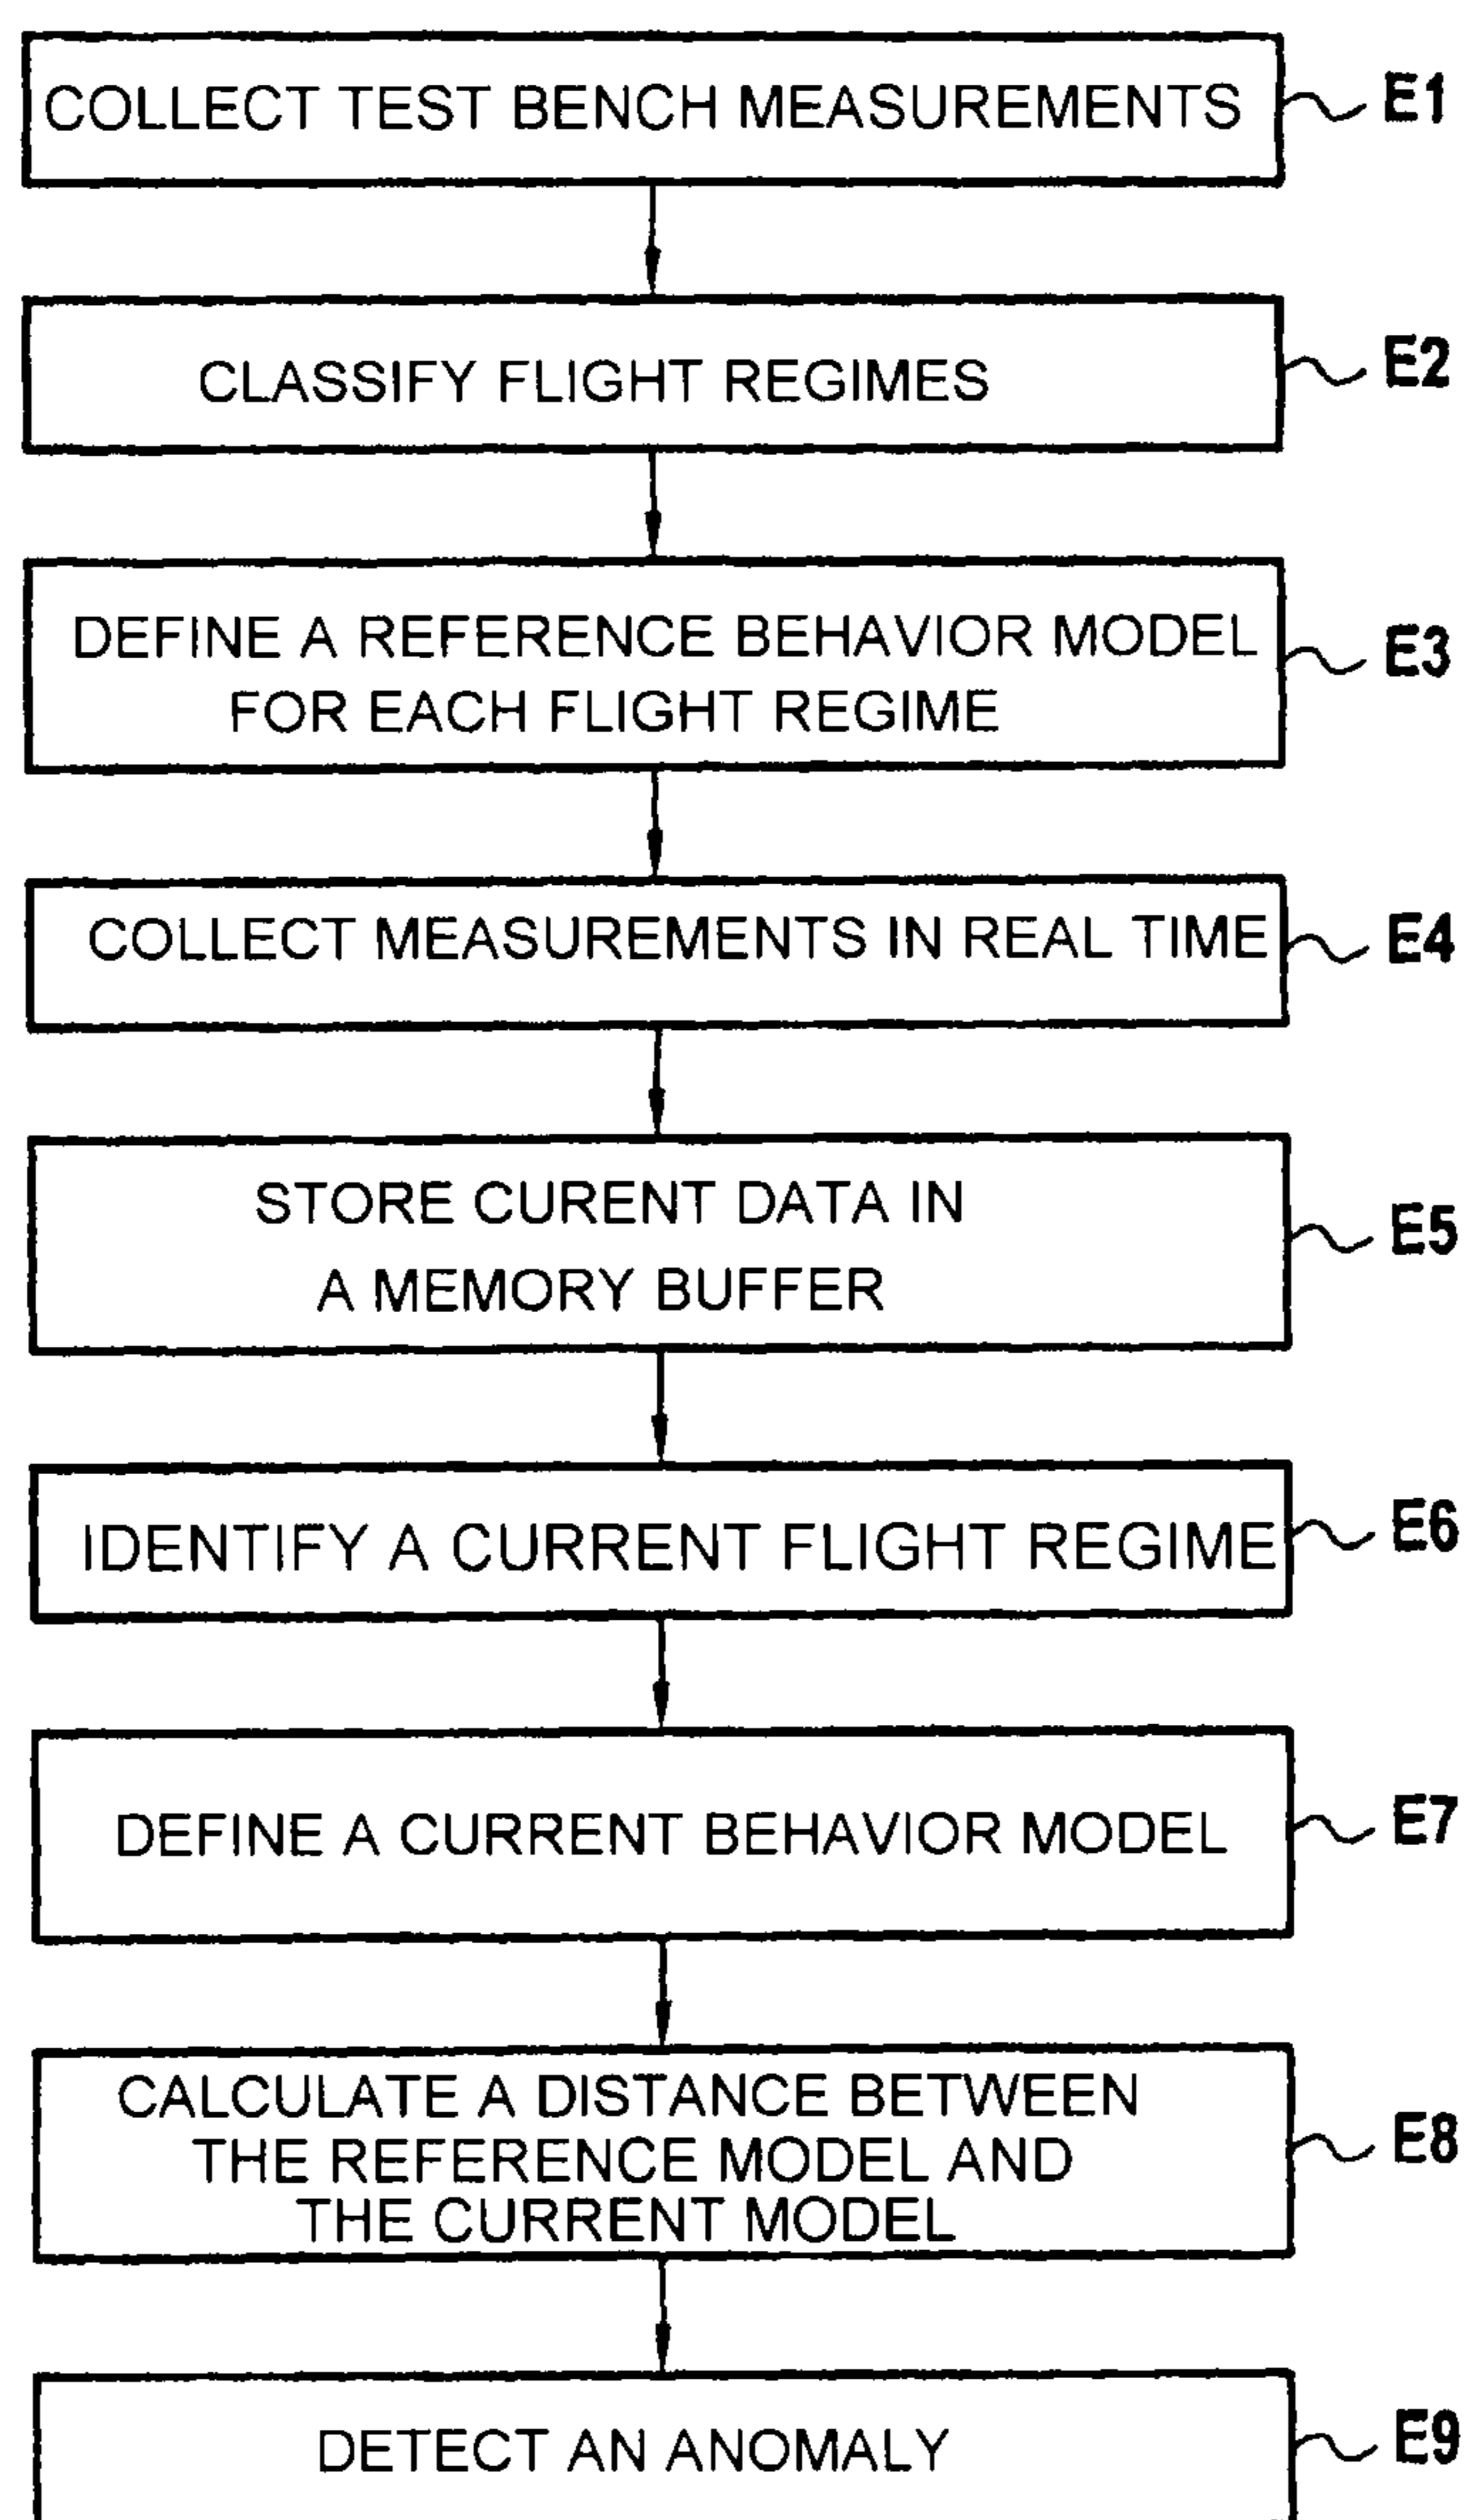 COLLECT TEST BENCH MEASUREMENTS
E1
CLASSIFY FLIGHT REGIMES
E2
DEFINE A REFERENCE BEHAVIOR MODEL
FOR EACH FLIGHT REGIME
E3
COLLECT MEASUREMENTS IN REAL TIME
E4
STORE CURENT DATA IN
A MEMORY BUFFER
E5
IDENTIFY A CURRENT FLIGHT REGIME
E6
DEFINE A CURRENT BEHAVIOR MODEL
E7
CALCULATE A DISTANCE BETWEEN
THE REFERENCE MODEL AND
THE CURRENT MODEL
E8
DETECT AN ANOMALY
E9